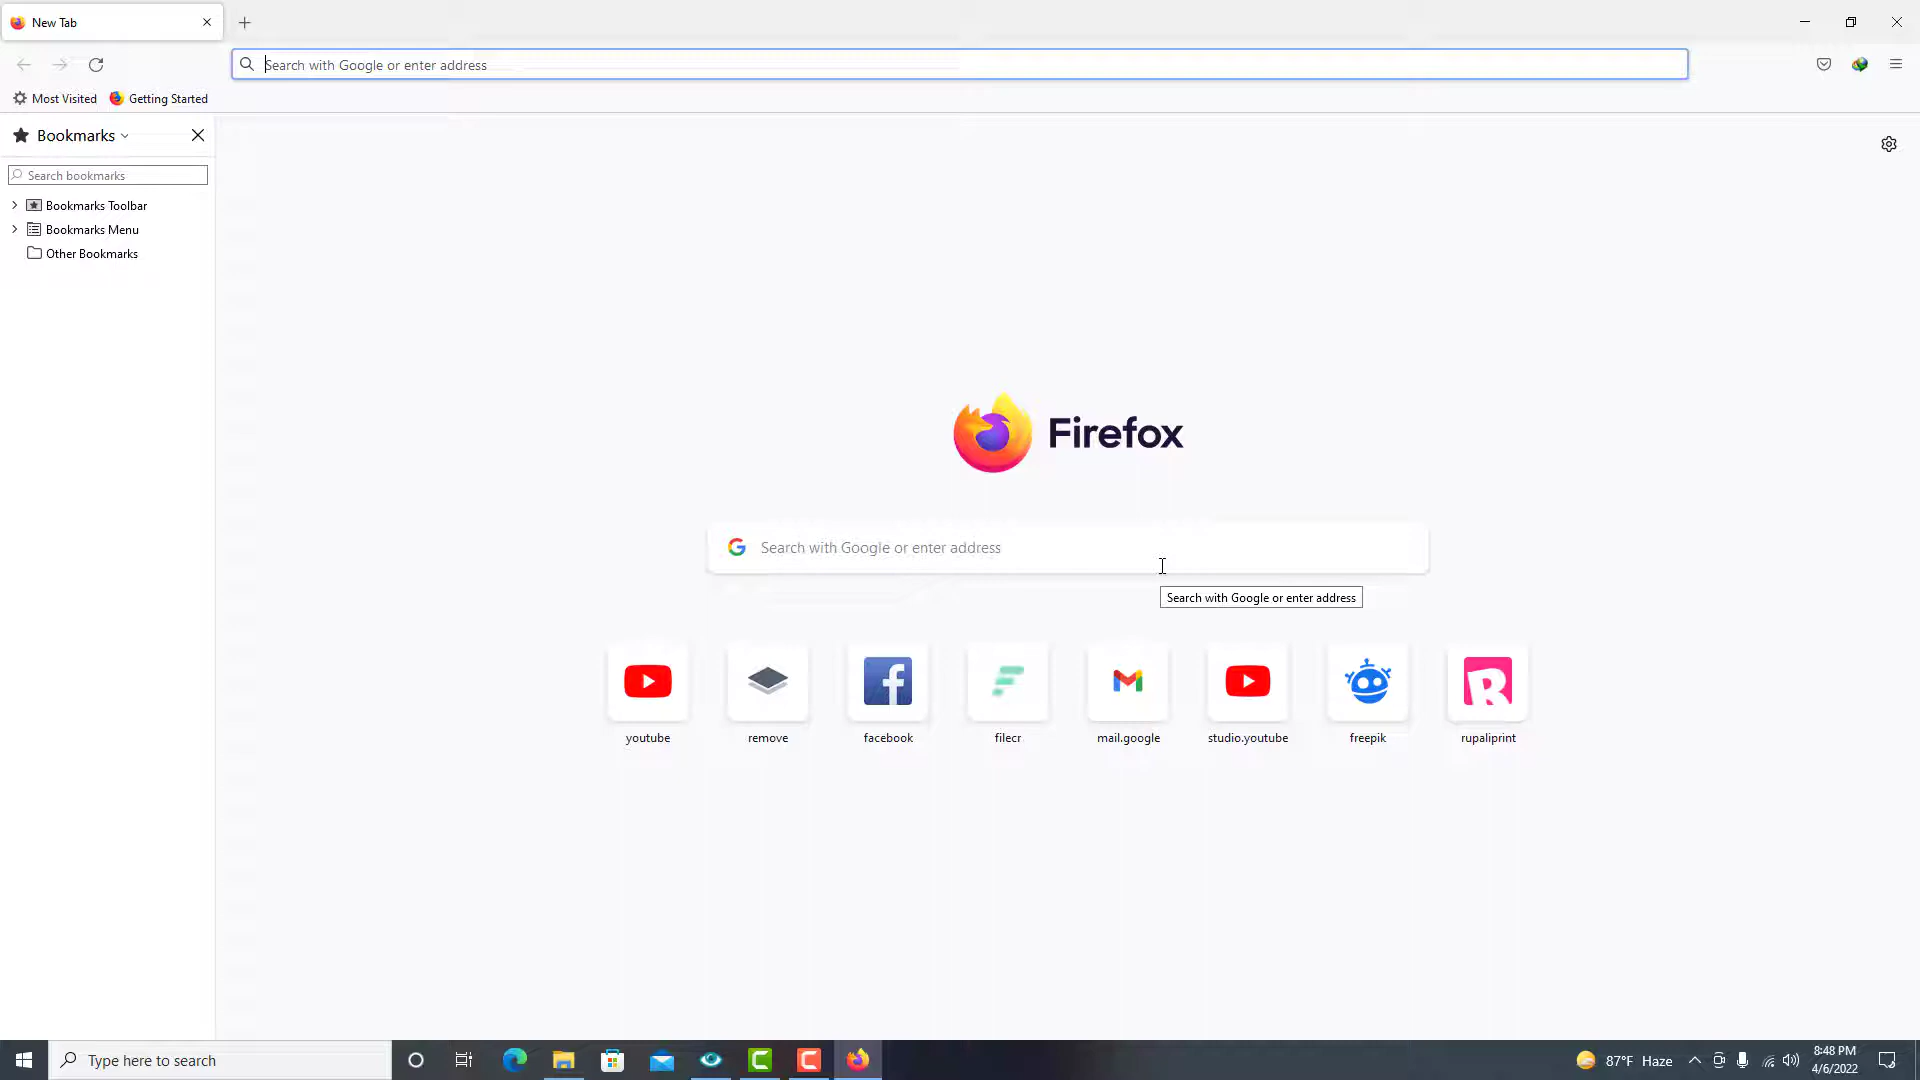 New Tab
Search with Google or enter address
Most Visited
Getting Started
Bookmarks
Search bookmarks
Bookmarks Toolbar
Bookmarks Menu
Other Bookmarks
Firefox
Search with Google or enter address
Search with Google or enter address
youtube
remove
facebook
filecr
mail.google
studio.youtube
freepik
rupaliprint
Type here to search
87°F Haze
8:48 PM
4/6/2022